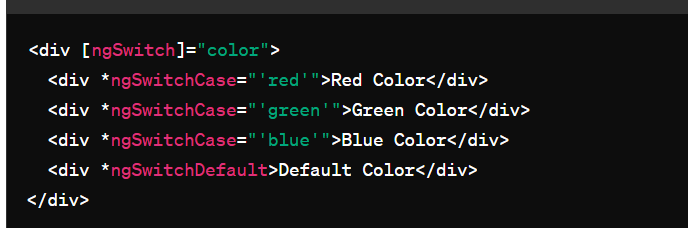 <div [ngSwitch]="color">
  <div *ngSwitchCase="'red'">Red Color</div>
  <div *ngSwitchCase="'green'">Green Color</div>
  <div *ngSwitchCase="'blue'">Blue Color</div>
  <div *ngSwitchDefault>Default Color</div>
</div>